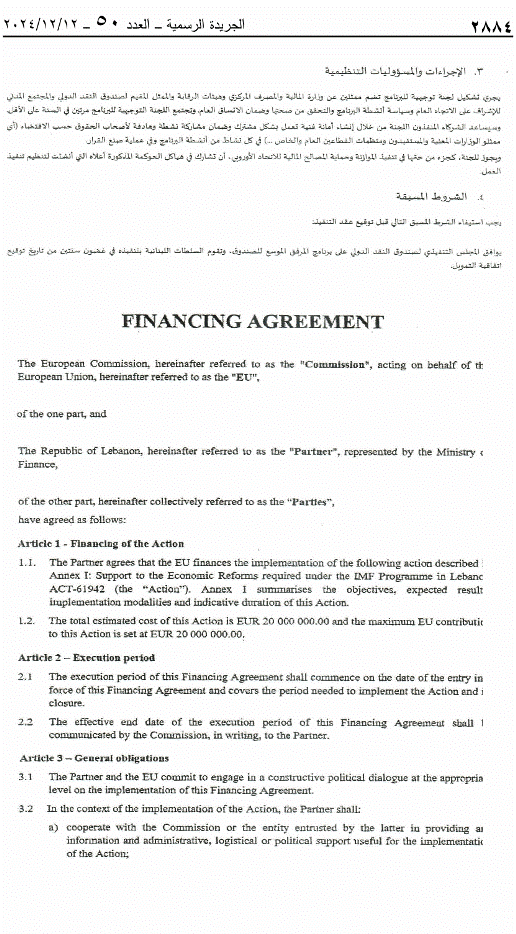 ٢٨٨٤
الجريدة الرسمية – العدد ٥٠ – ٢٠٢٤/١٢/١٢
٣. الإجراءات والمسؤوليات التنظيمية
يجري تشكيل لجنة توجيهية للبرنامج تضم ممثلين عن وزارة المالية والمصرف المركزي وهيئات الرقابة والممثل المقيم لصندوق النقد الدولي والمجتمع المدني
للإشراف على الاتجاه العام وسياسة أنشطة البرنامج والتحقق من صحتها وضمان الاتساق العام. وتجتمع اللجنة التوجيهية للبرنامج مرتين في السنة على الأقل.
وسيساعد الشركاء المنفذون اللجنة من خلال إنشاء أمانة فنية تعمل بشكل مشترك وضمان مشاركة نشطة وهادفة لأصحاب الحقوق حسب الاقتضاء (أي
ممثلو الوزارات المعنية والمستفيدون ومنظمات القطاعين العام والخاص ...) في كل نشاط من أنشطة البرنامج وفي عملية صنع القرار.
ويجوز للجنة، كجزء من حقها في تنفيذ الموازنة وحماية المصالح المالية للاتحاد الأوروبي، أن تشارك في هياكل الحوكمة المذكورة أعلاه التي أنشئت لتنظيم تنفيذ
العمل.
٤. الشروط المسبقة
يجب استيفاء الشرط المسبق التالي قبل توقيع عقد التنفيذ:
يوافق المجلس التنفيذي لصندوق النقد الدولي على برنامج المرفق الموسع للصندوق، وتقوم السلطات اللبنانية بتنفيذه في غضون سنتين من تاريخ توقيع
اتفاقية التمويل.
FINANCING AGREEMENT
The European Commission, hereinafter referred to as the "Commission", acting on behalf of th
European Union, hereinafter referred to as the "EU",
of the one part, and
The Republic of Lebanon, hereinafter referred to as the "Partner", represented by the Ministry
Finance,
of the other part, hereinafter collectively referred to as the “Parties”,
have agreed as follows:
Article 1 - Financing of the Action
1.1. The Partner agrees that the EU finances the implementation of the following action described
Annex I: Support to the Economic Reforms required under the IMF Programme in Lebano
ACT-61942 (the “Action”). Annex I summarises the objectives, expected result
implementation modalities and indicative duration of this Action.
1.2. The total estimated cost of this Action is EUR 20 000 000.00 and the maximum EU contributio
to this Action is set at EUR 20 000 000.00.
Article 2 – Execution period
2.1 The execution period of this Financing Agreement shall commence on the date of the entry in
force of this Financing Agreement and covers the period needed to implement the Action and i
closure.
2.2 The effective end date of the execution period of this Financing Agreement shall
communicated by the Commission, in writing, to the Partner.
Article 3 – General obligations
3.1 The Partner and the EU commit to engage in a constructive political dialogue at the appropria
level on the implementation of this Financing Agreement.
3.2 In the context of the implementation of the Action, the Partner shall:
a) cooperate with the Commission or the entity entrusted by the latter in providing an
information and administrative, logistical or political support useful for the implementatio
of the Action;